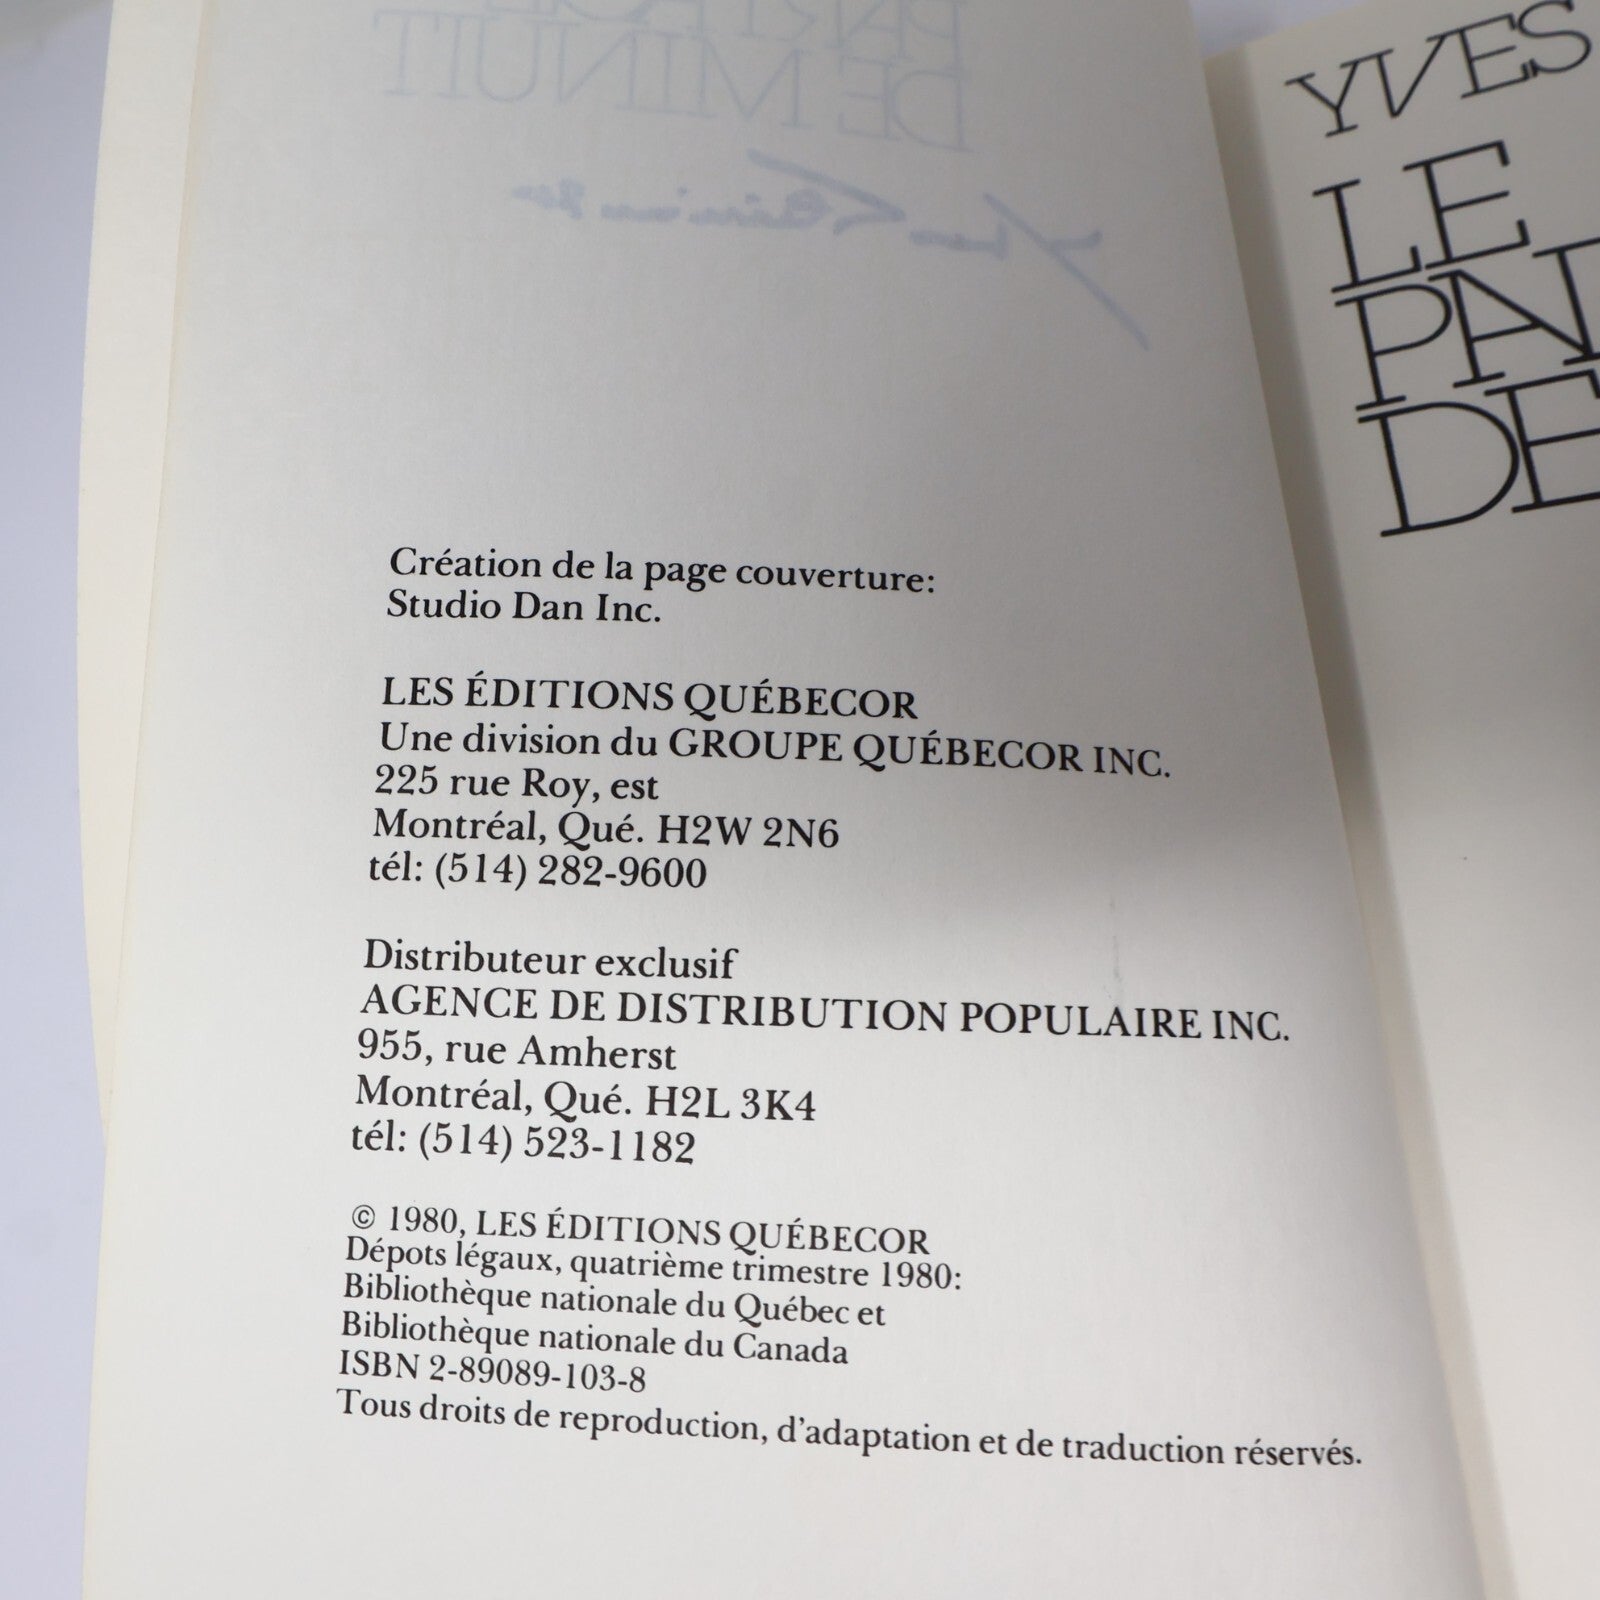 DE MINUIT
Création de la page couverture:
Studio Dan Inc.
LES ÉDITIONS QUÉBECOR
Une division du GROUPE QUÉBECOR INC.
225 rue Roy, est
Montréal, Qué. H2W 2N6
tél: (514) 282-9600
Distributeur exclusif
AGENCE DE DISTRIBUTION POPULAIRE INC.
955, rue Amherst
Montréal, Qué. H2L 3K4
tél: (514) 523-1182
© 1980, LES ÉDITIONS QUÉBECOR
Dépots légaux, quatrième trimestre 1980:
Bibliothèque nationale du Québec et
Bibliothèque nationale du Canada
ISBN 2-89089-103-8
Tous droits de reproduction, d'adaptation et de traduction réservés.
YVES
LE
PA
DE